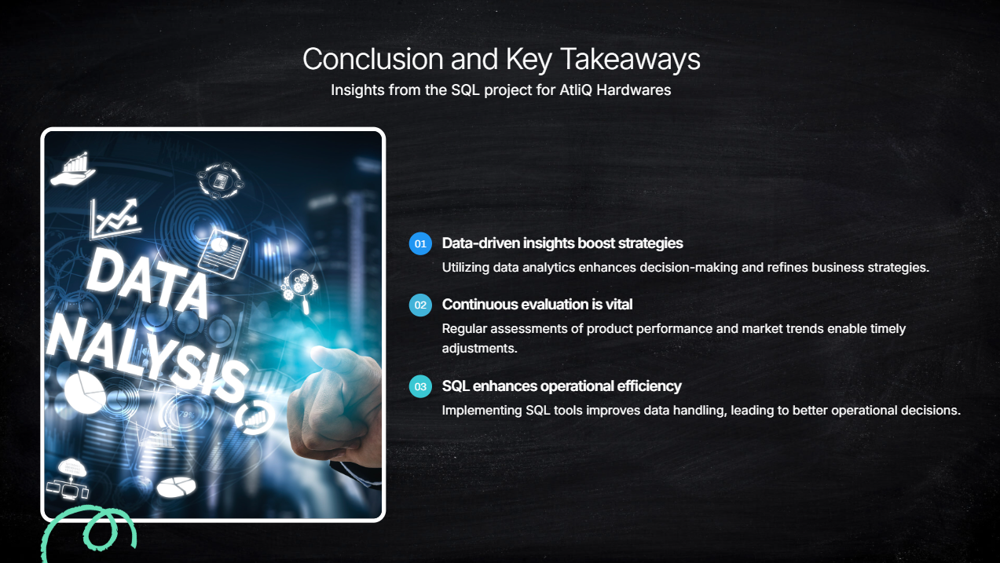 Conclusion and Key Takeaways
Insights from the SQL project for AtliQ Hardwares
DATA
NALYSIS
79%
01 Data-driven insights boost strategies
Utilizing data analytics enhances decision-making and refines business strategies.
02 Continuous evaluation is vital
Regular assessments of product performance and market trends enable timely
adjustments.
03 SQL enhances operational efficiency
Implementing SQL tools improves data handling, leading to better operational decisions.